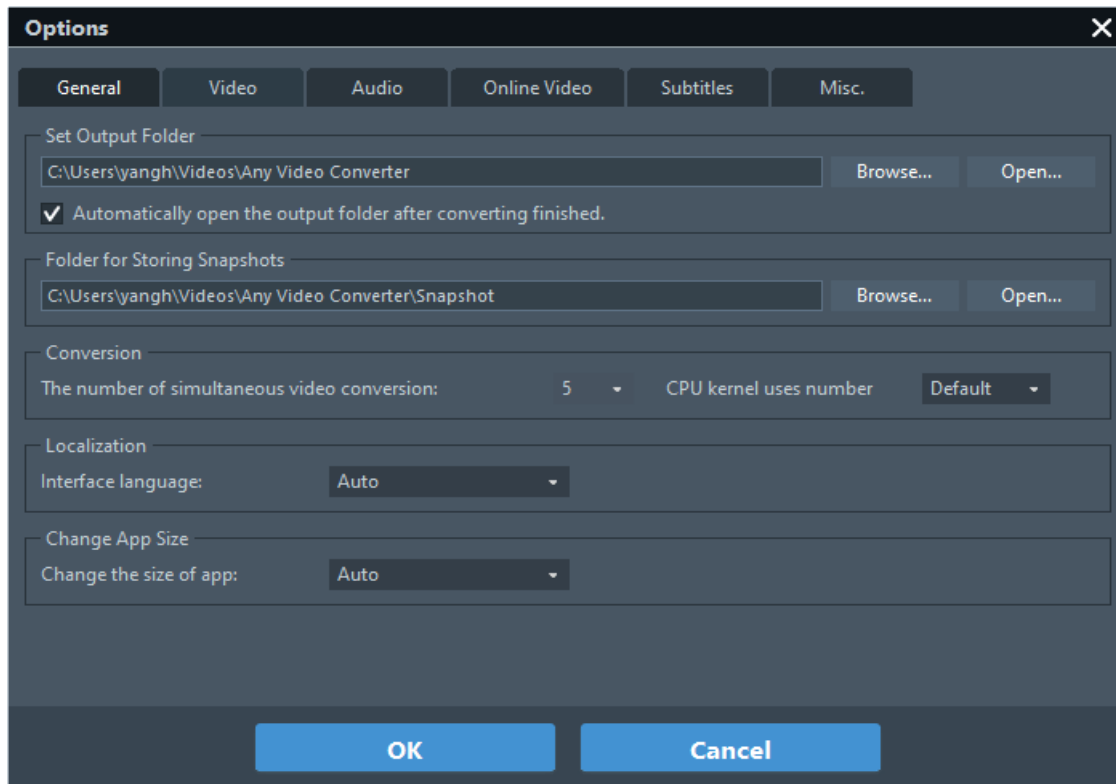 Options
General Video Audio Online Video Subtitles Misc.
Set Output Folder
C:\Users\yangh\Videos\Any Video Converter Browse... Open...
Automatically open the output folder after converting finished.
Folder for Storing Snapshots
C:\Users\yangh\Videos\Any Video Converter\Snapshot Browse... Open...
Conversion
The number of simultaneous video conversion: 5 CPU kernel uses number Default
Localization
Interface language: Auto
Change App Size
Change the size of app: Auto
OK Cancel